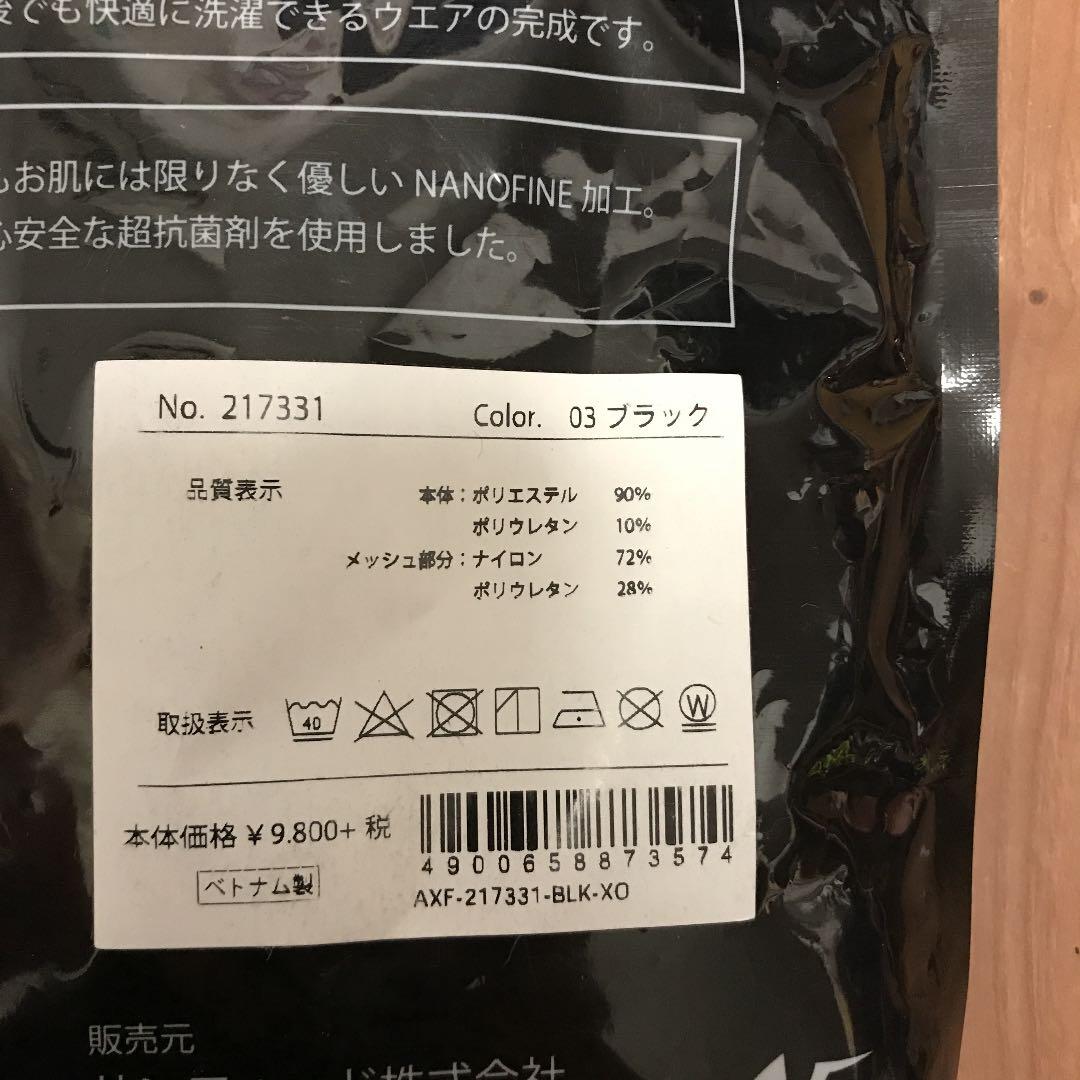 でも快適に洗濯できるウエアの完成です。
お肌には限りなく優しい NANOFINE 加工。
安全な超抗菌剤を使用しました。
No. 217331 Color. 03 ブラック
品質表示 本体：ポリエステル 90%
ポリウレタン 10%
メッシュ部分：ナイロン 72%
ポリウレタン 28%
取扱表示 40 W
本体価格 ¥9.800+ 税
ベトナム製
4900658873574
AXF-217331-BLK-XO
販売元
株式会社